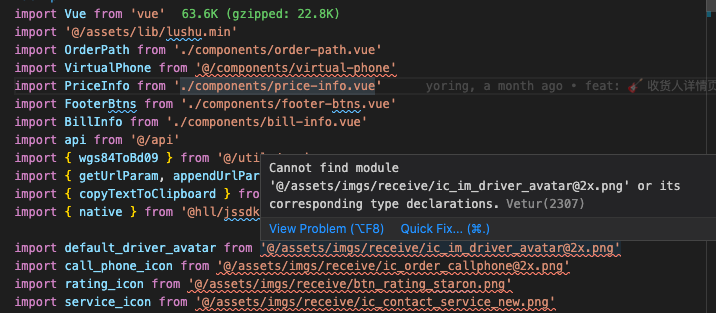 import Vue from 'vue' 63.6K (gzipped: 22.8K)
import '@/assets/lib/lushu.min'
import OrderPath from './components/order-path.vue'
import VirtualPhone from '@/components/virtual-phone'
import PriceInfo from './components/price-info.vue' yoring, a month ago • feat: 🎸 收货人详情页
import FooterBtns from './components/footer-btns.vue'
import BillInfo from './components/bill-info.vue'
import api from '@/api'
import { wgs84ToBd09 } from '@/util
import { getUrlParam, appendUrlPar
import { copyTextToClipboard } fro
import { native } from '@hll/jssdk
Cannot find module
'@/assets/imgs/receive/ic_im_driver_avatar@2x.png' or its
corresponding type declarations. Vetur(2307)
View Problem (⌥F8) Quick Fix... (⌘.)
import default_driver_avatar from '@/assets/imgs/receive/ic_im_driver_avatar@2x.png'
import call_phone_icon from '@/assets/imgs/receive/ic_order_callphone@2x.png'
import rating_icon from '@/assets/imgs/receive/btn_rating_staron.png'
import service_icon from '@/assets/imgs/receive/ic_contact_service_new.png'